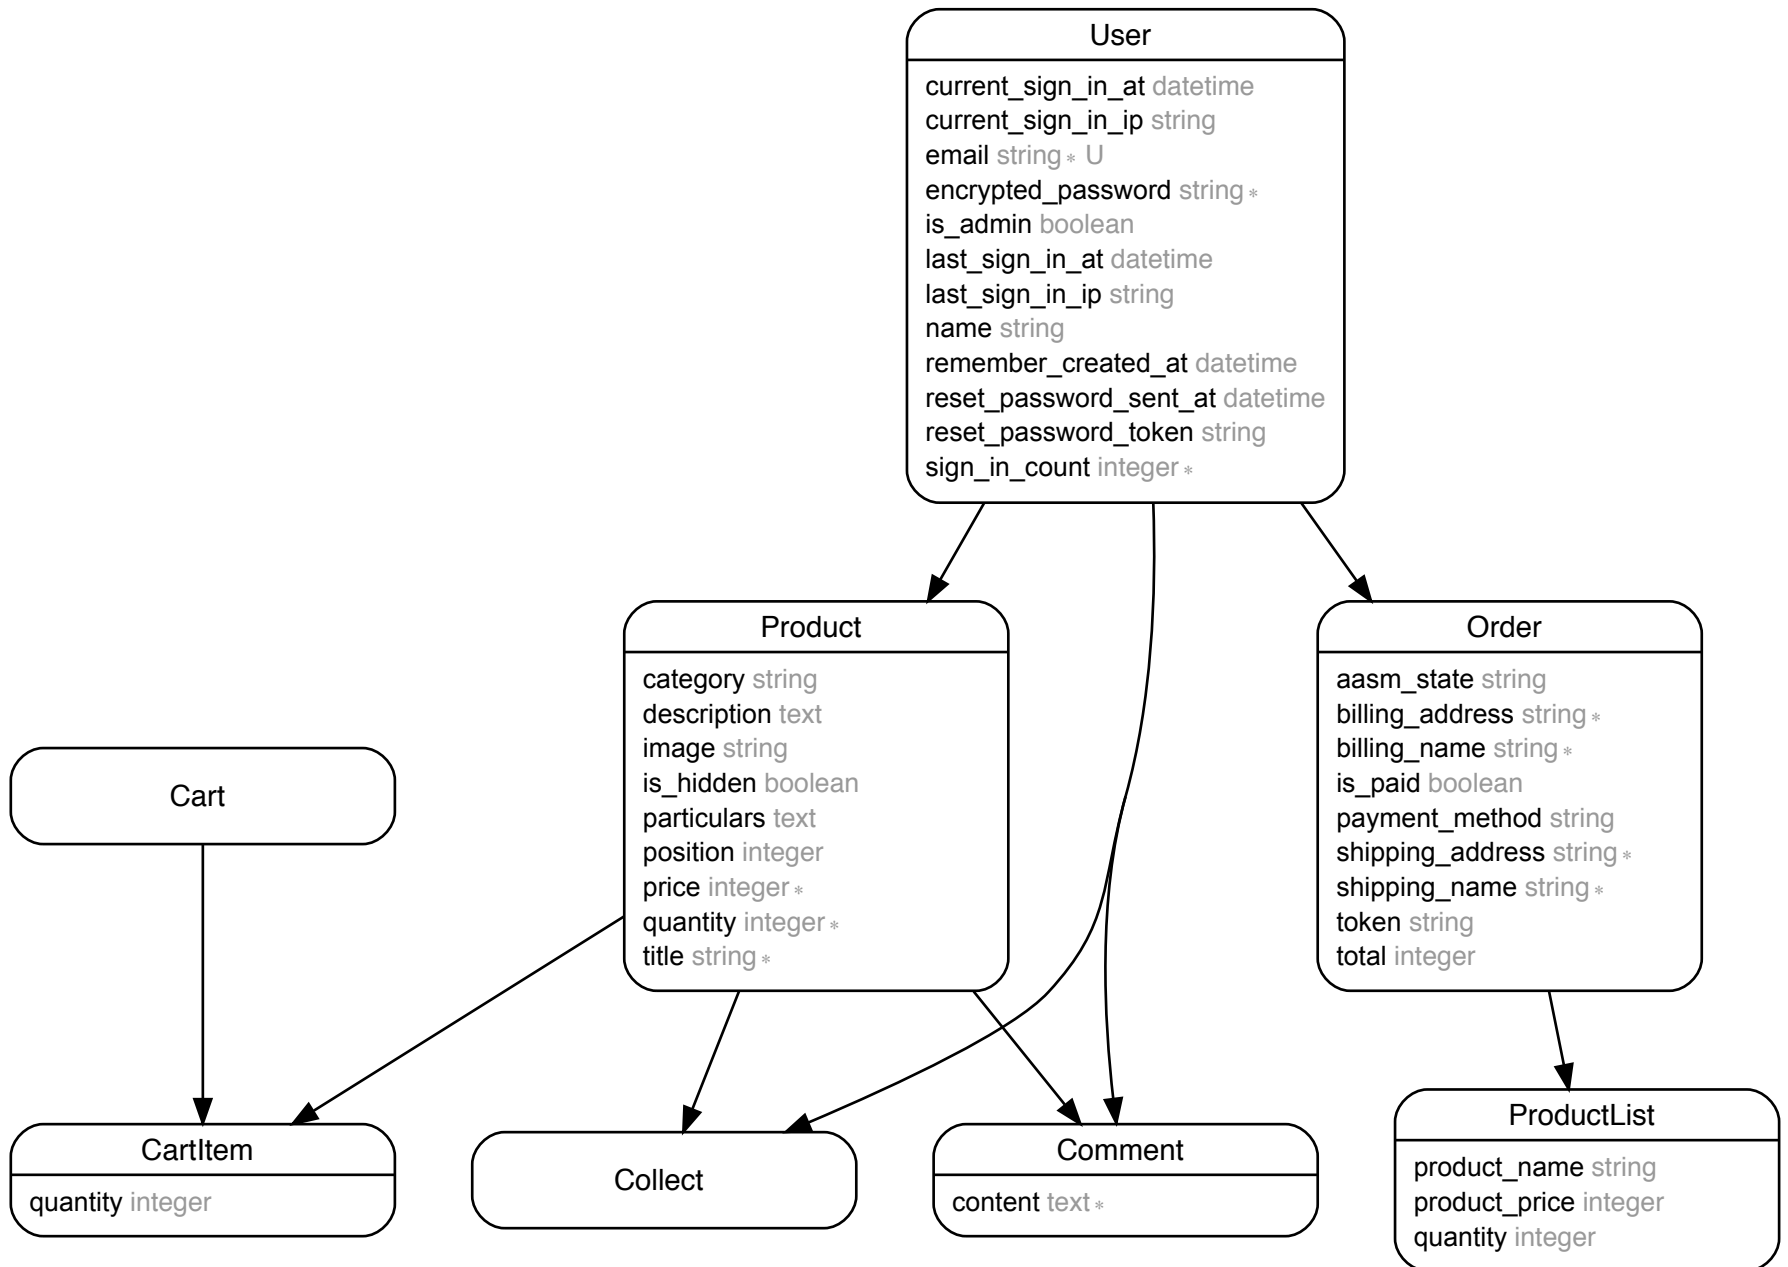 User
current_sign_in_at datetime
current_sign_in_ip string
email string ∗ U
encrypted_password string ∗
is_admin boolean
last_sign_in_at datetime
last_sign_in_ip string
name string
remember_created_at datetime
reset_password_sent_at datetime
reset_password_token string
sign_in_count integer ∗
Product
category string
description text
image string
is_hidden boolean
particulars text
position integer
price integer ∗
quantity integer ∗
title string ∗
Order
aasm_state string
billing_address string ∗
billing_name string ∗
is_paid boolean
payment_method string
shipping_address string ∗
shipping_name string ∗
token string
total integer
Cart
CartItem
quantity integer
Collect
Comment
content text ∗
ProductList
product_name string
product_price integer
quantity integer